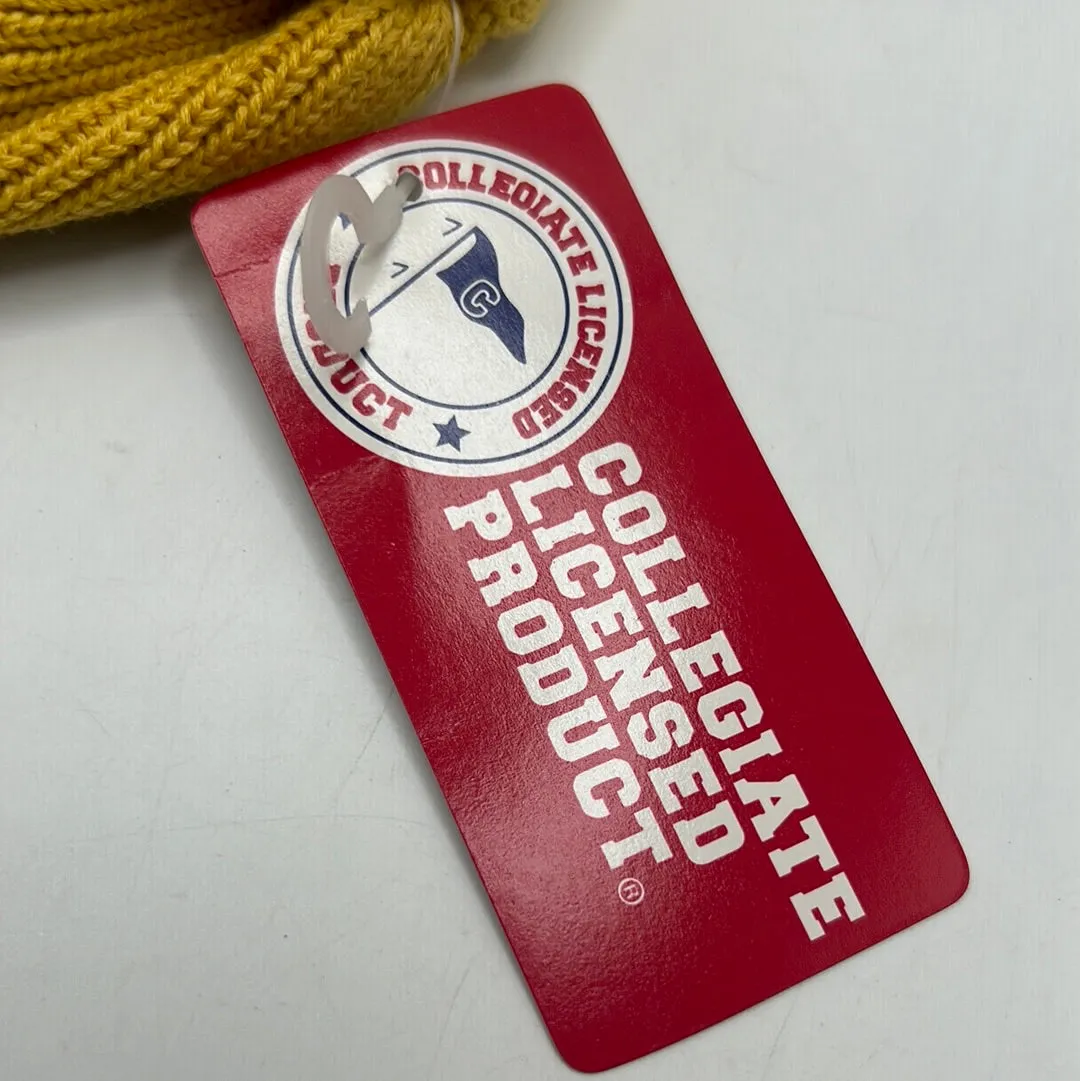 COLLEGIATE LICENSED
PRODUCT
C
COLLEGIATE
LICENSED
PRODUCT®